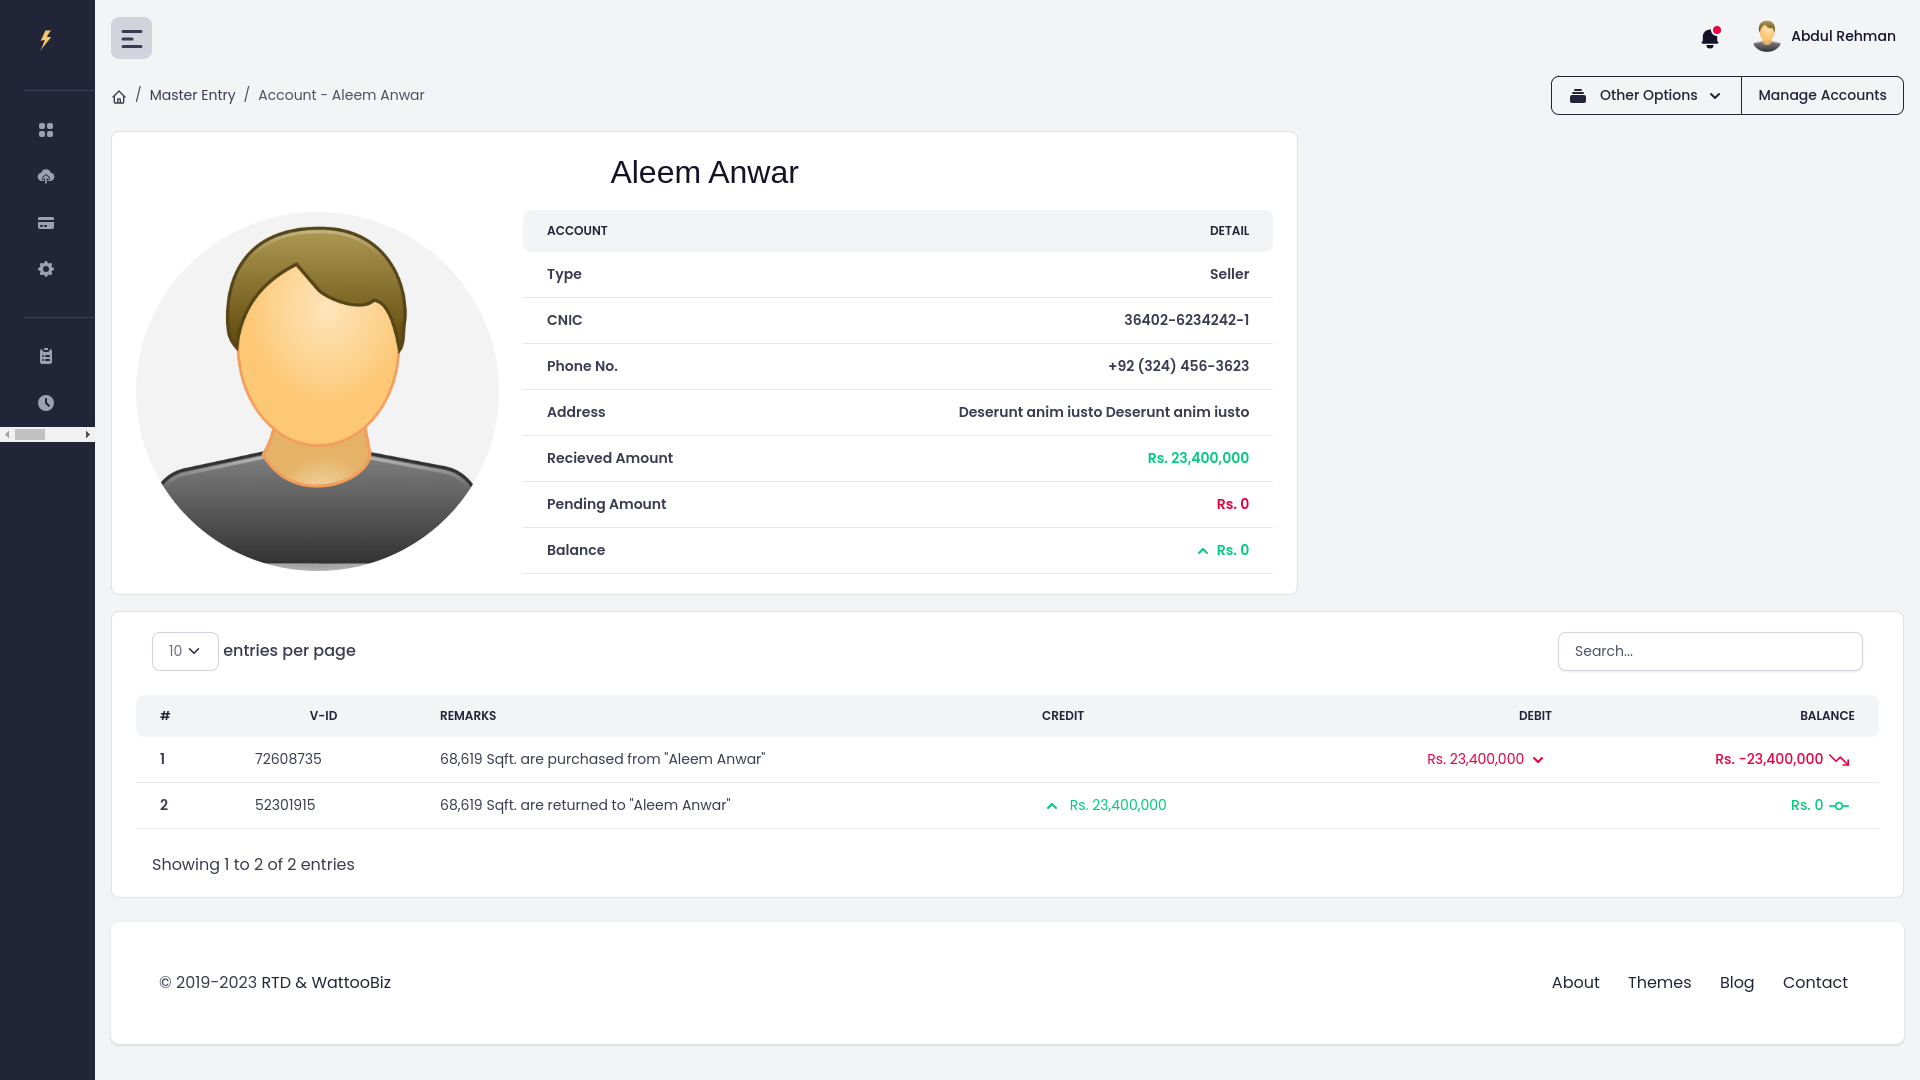 Abdul Rehman
/ Master Entry / Account - Aleem Anwar
Other Options Manage Accounts
Aleem Anwar
ACCOUNT DETAIL
Type Seller
CNIC 36402-6234242-1
Phone No. +92 (324) 456-3623
Address Deserunt anim iusto Deserunt anim iusto
Recieved Amount Rs. 23,400,000
Pending Amount Rs. 0
Balance Rs. 0
10 entries per page Search...
# V-ID REMARKS CREDIT DEBIT BALANCE
1 72608735 68,619 Sqft. are purchased from "Aleem Anwar" Rs. 23,400,000 Rs. -23,400,000
2 52301915 68,619 Sqft. are returned to "Aleem Anwar" Rs. 23,400,000 Rs. 0
Showing 1 to 2 of 2 entries
© 2019-2023 RTD & WattooBiz About Themes Blog Contact